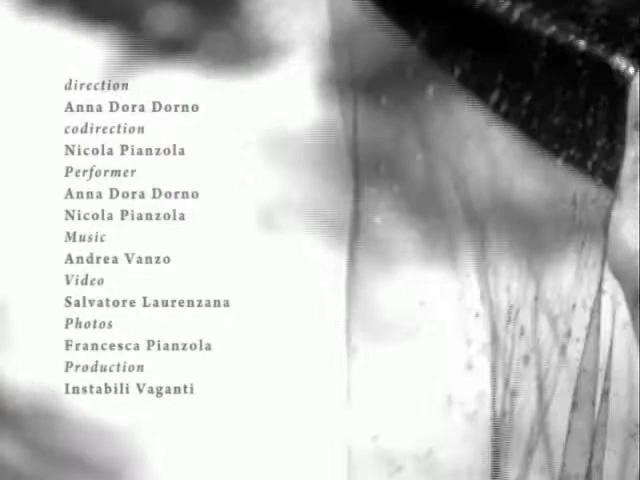 direction
Anna Dora Dorno
codirection
Nicola Pianzola
Performer
Anna Dora Dorno
Nicola Pianzola
Music
Andrea Vanzo
Video
Salvatore Laurenzana
Photos
Francesca Pianzola
Production
Instabili Vaganti